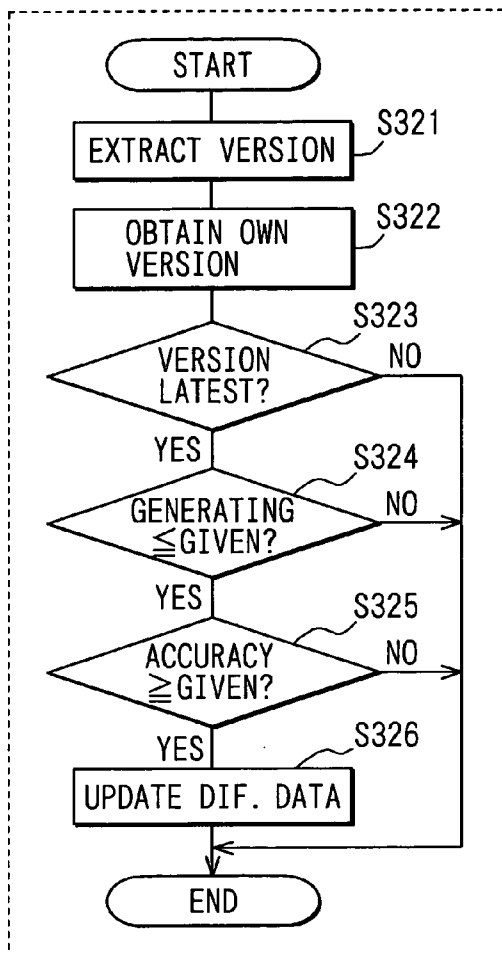 START
S321
EXTRACT VERSION
S322
OBTAIN OWN
VERSION
S323
VERSION
LATEST?
NO
YES
S324
GENERATING
≦GIVEN?
NO
YES
S325
ACCURACY
≧GIVEN?
NO
YES
S326
UPDATE DIF. DATA
END